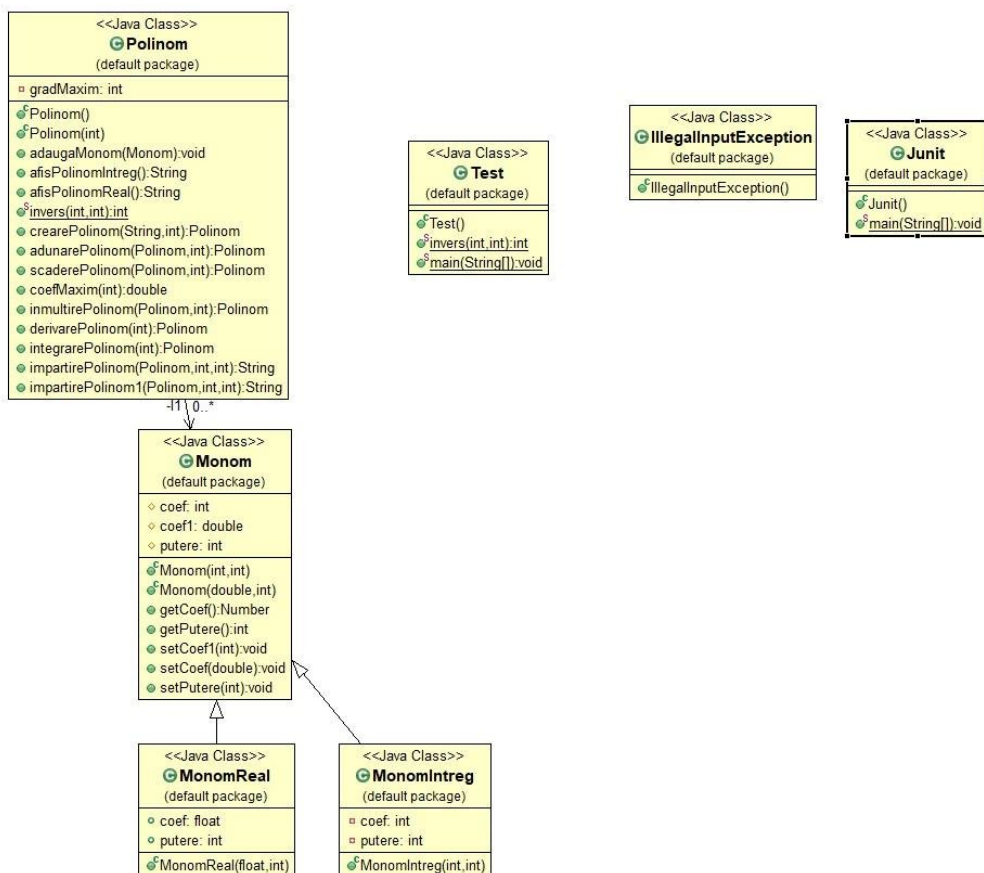 <<Java Class>>
Polinom
(default package)
gradMaxim: int
Polinom()
Polinom(int)
adaugaMonom(Monom):void
afisPolinomIntreg():String
afisPolinomReal():String
invers(int,int):int
crearePolinom(String,int):Polinom
adunarePolinom(Polinom,int):Polinom
scaderePolinom(Polinom,int):Polinom
coefMaxim(int):double
inmultirePolinom(Polinom,int):Polinom
derivarePolinom(int):Polinom
integrarePolinom(int):Polinom
impartirePolinom(Polinom,int,int):String
impartirePolinom1(Polinom,int,int):String
-l1 0..*
<<Java Class>>
Test
(default package)
Test()
invers(int,int):int
main(String[]):void
<<Java Class>>
IllegalInputException
(default package)
IllegalInputException()
<<Java Class>>
Junit
(default package)
Junit()
main(String[]):void
<<Java Class>>
Monom
(default package)
coef: int
coef1: double
putere: int
Monom(int,int)
Monom(double,int)
getCoef():Number
getPutere():int
setCoef1(int):void
setCoef(double):void
setPutere(int):void
<<Java Class>>
MonomReal
(default package)
coef: float
putere: int
MonomReal(float,int)
<<Java Class>>
MonomIntreg
(default package)
coef: int
putere: int
MonomIntreg(int,int)